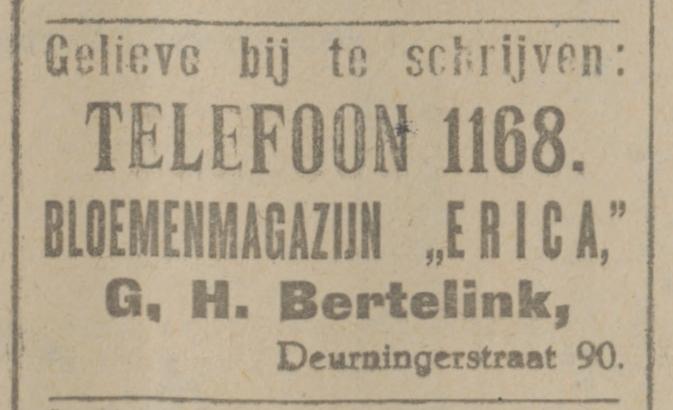 Gelieve bij te schrijven:
TELEFOON 1168.
BLOEMENMAGAZIJN „ERICA,”
G. H. Bertelink,
Deurningerstraat 90.